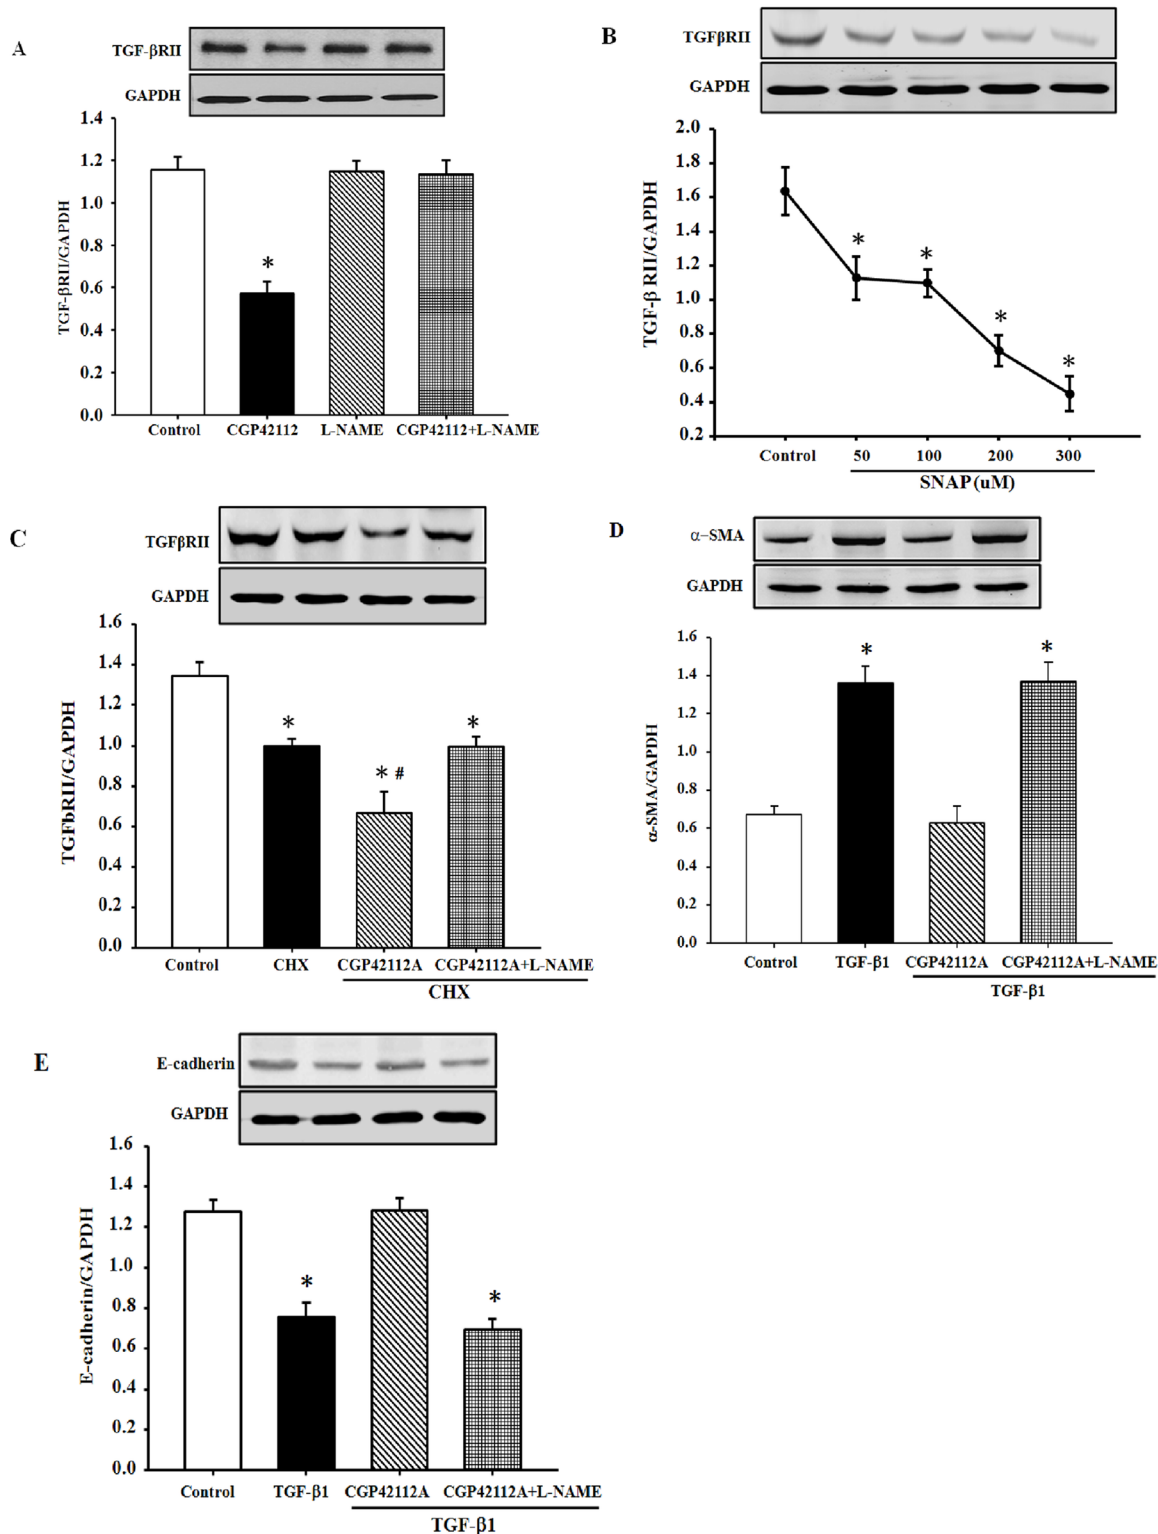 A
TGF-βRII
GAPDH
1.4
1.2
1.0
0.8
0.6
0.4
0.2
0.0
TGF-βRII/GAPDH
*
Control CGP42112 L-NAME CGP42112+L-NAME
B
TGFβRII
GAPDH
2.0
1.8
1.6
1.4
1.2
1.0
0.8
0.6
0.4
0.2
TGF-β RII/GAPDH
* * * *
Control 50 100 200 300
SNAP (uM)
C
TGFβRII
GAPDH
1.6
1.4
1.2
1.0
0.8
0.6
0.4
0.2
0.0
TGFbRII/GAPDH
* * # *
Control CHX CGP42112A CGP42112A+L-NAME
CHX
D
α-SMA
GAPDH
1.6
1.4
1.2
1.0
0.8
0.6
0.4
0.2
0.0
α-SMA/GAPDH
* *
Control TGF-β1 CGP42112A CGP42112A+L-NAME
TGF-β1
E
E-cadherin
GAPDH
1.6
1.4
1.2
1.0
0.8
0.6
0.4
0.2
0.0
E-cadherin/GAPDH
* *
Control TGF-β1 CGP42112A CGP42112A+L-NAME
TGF-β1